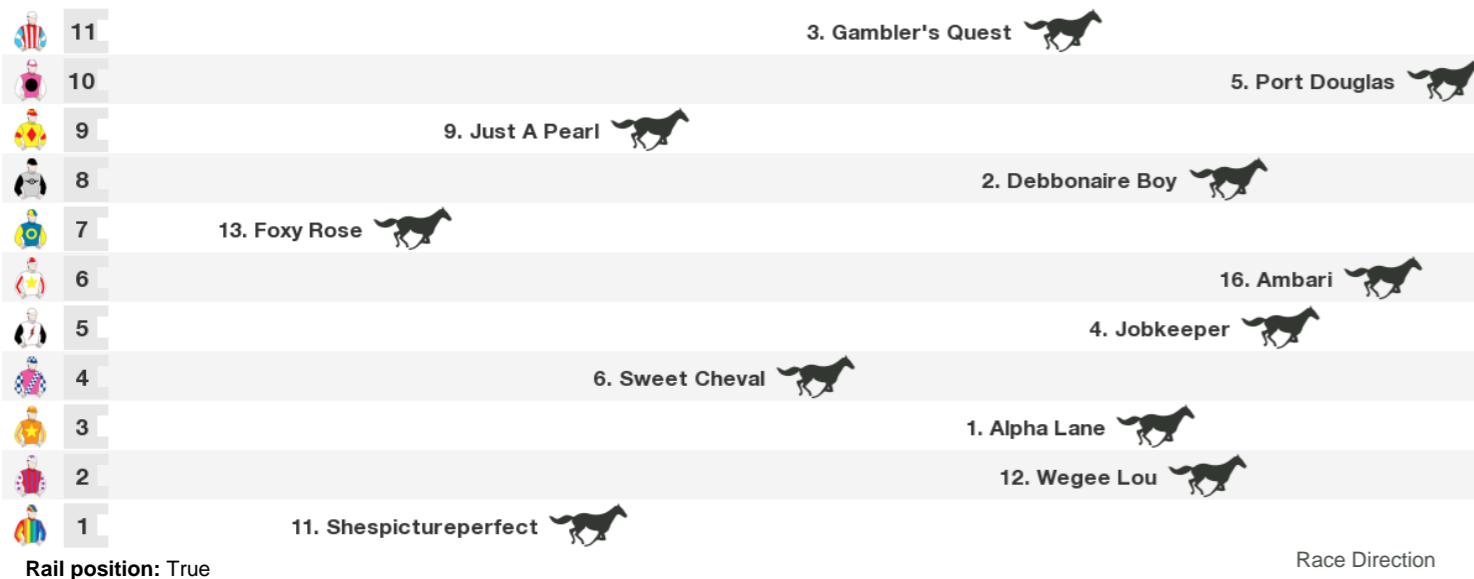 11 3. Gambler's Quest
10 5. Port Douglas
9 9. Just A Pearl
8 2. Debbonaire Boy
7 13. Foxy Rose
6 16. Ambari
5 4. Jobkeeper
4 6. Sweet Cheval
3 1. Alpha Lane
2 12. Wegee Lou
1 11. Shespictureperfect
Rail position: True
Race Direction